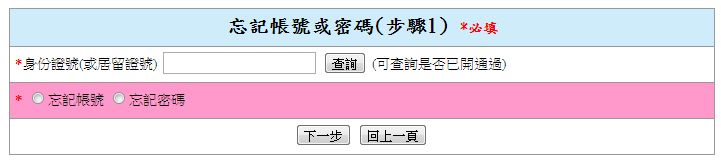 忘記帳號或密碼(步驟1) *必填
*身份證號(或居留證號) 查詢 (可查詢是否已開通過)
* 忘記帳號 忘記密碼
下一步 回上一頁